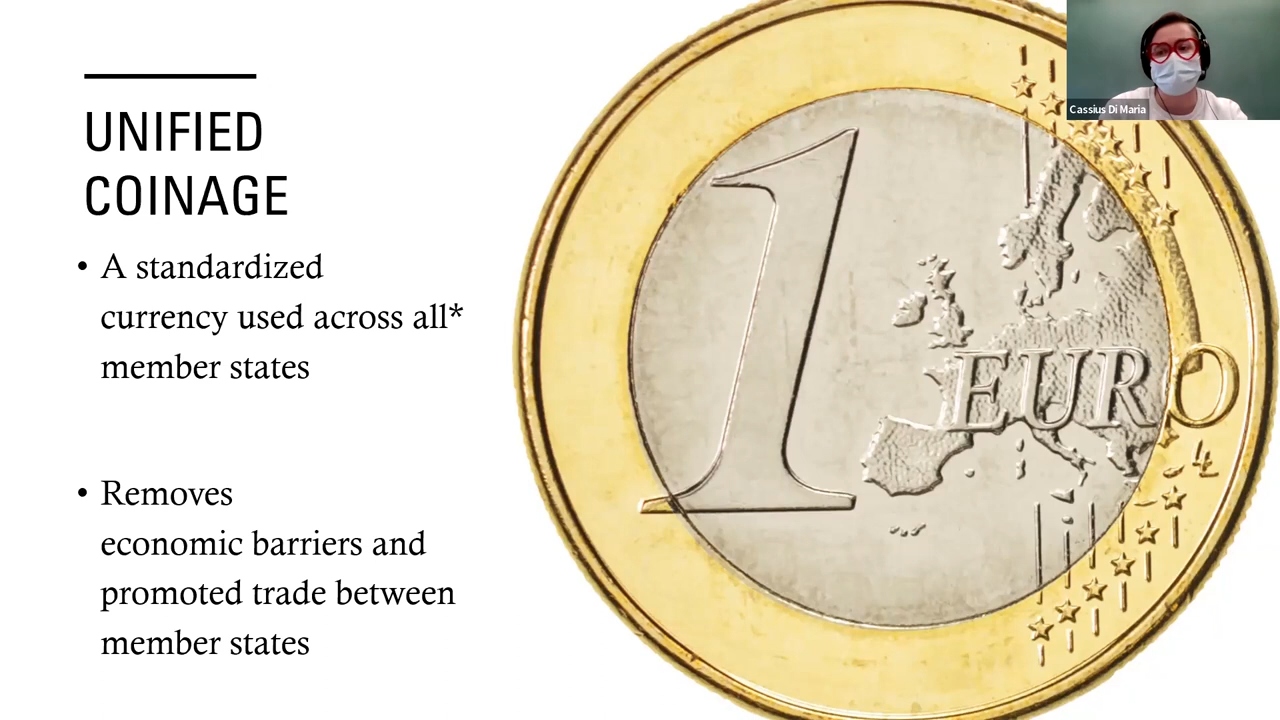 UNIFIED
COINAGE
• A standardized
currency used across all*
member states
• Removes
economic barriers and
promoted trade between
member states
1
EURO
Cassius Di Maria